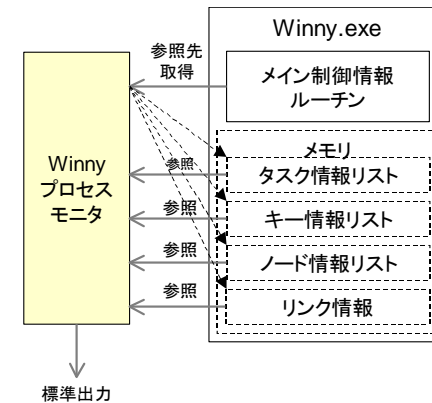 Winny.exe
参照先
取得
メイン制御情報
ルーチン
メモリ
Winny
プロセス
モニタ
参照
タスク情報リスト
参照
キー情報リスト
参照
ノード情報リスト
参照
リンク情報
標準出力